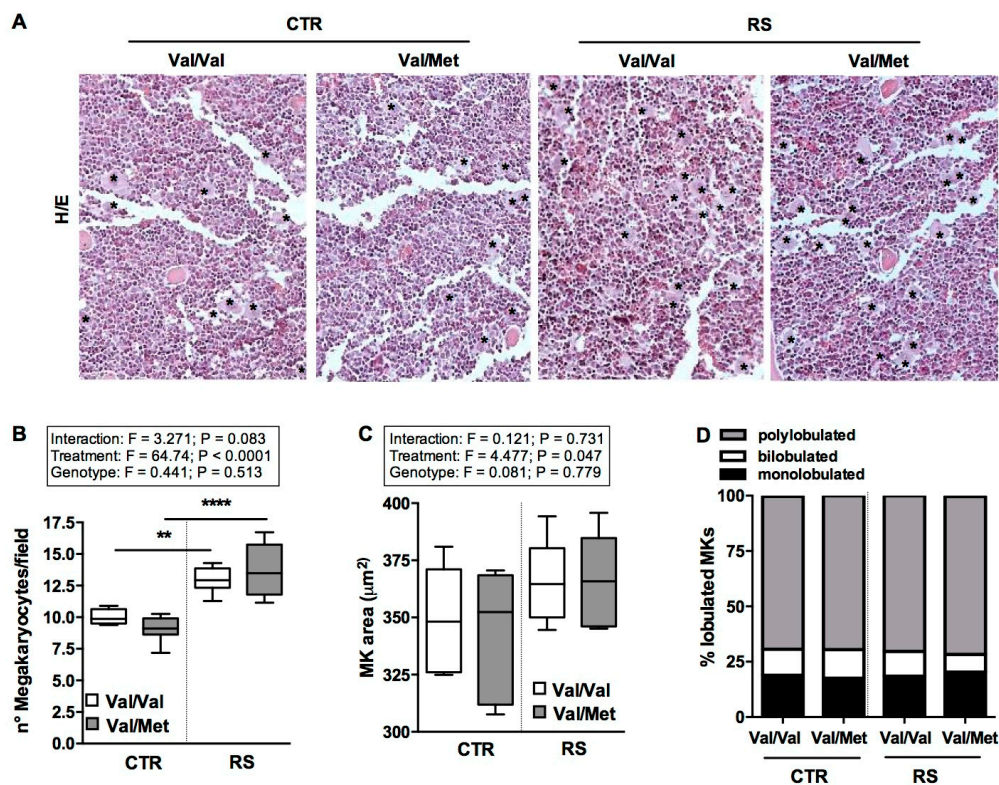 A
CTR
RS
Val/Val
Val/Met
Val/Val
Val/Met
H/E
B
Interaction: F = 3.271; P = 0.083
Treatment: F = 64.74; P < 0.0001
Genotype: F = 0.441; P = 0.513
n° Megakaryocytes/field
17.5
15.0
12.5
10.0
7.5
5.0
2.5
0.0
**
****
Val/Val
Val/Met
CTR
RS
C
Interaction: F = 0.121; P = 0.731
Treatment: F = 4.477; P = 0.047
Genotype: F = 0.081; P = 0.779
MK area (µm²)
400
375
350
325
300
Val/Val
Val/Met
CTR
RS
D
polylobulated
bilobulated
monolobulated
% lobulated MKs
100
75
50
25
0
Val/Val
Val/Met
Val/Val
Val/Met
CTR
RS